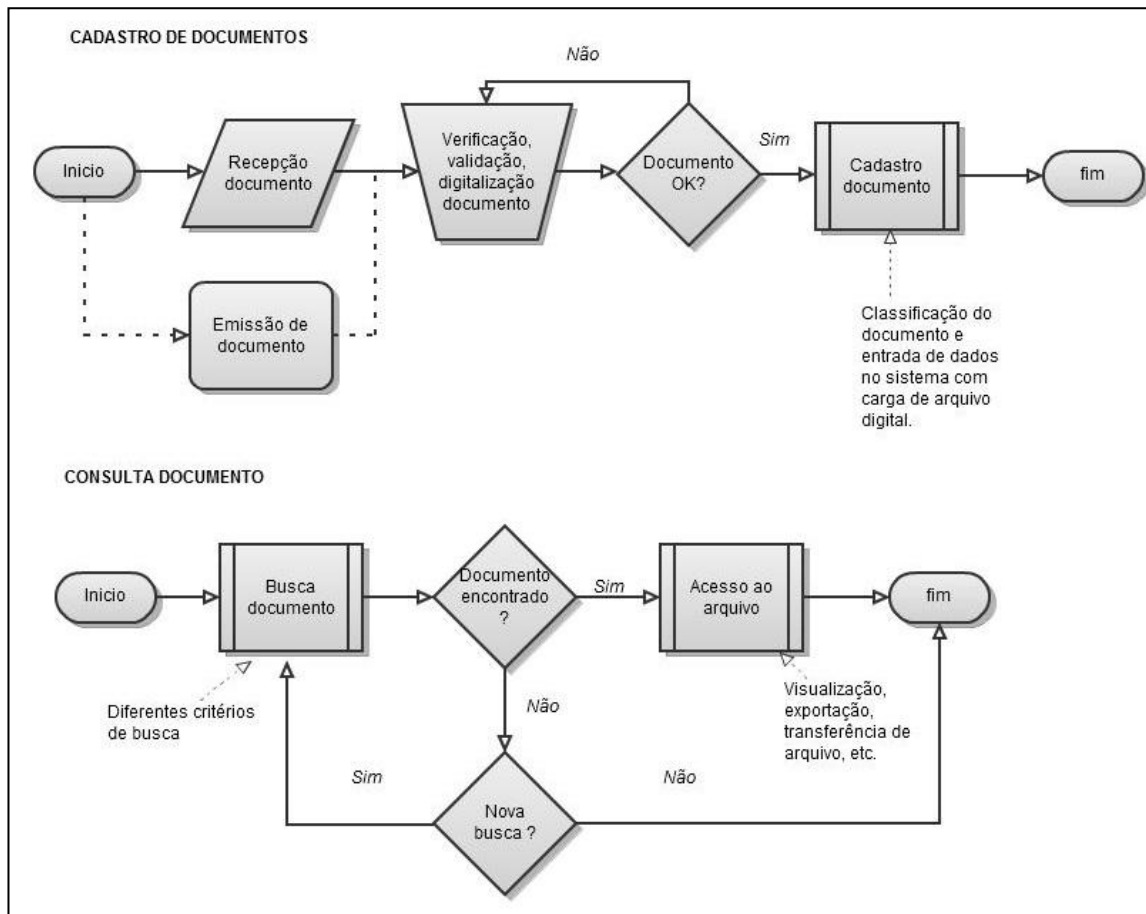 CADASTRO DE DOCUMENTOS
Não
Inicio
Recepção
documento
Verificação,
validação,
digitalização
documento
Documento
OK?
Sim
Cadastro
documento
fim
Emissão de
documento
Classificação do
documento e
entrada de dados
no sistema com
carga de arquivo
digital.
CONSULTA DOCUMENTO
Inicio
Busca
documento
Documento
encontrado
?
Sim
Acesso ao
arquivo
fim
Diferentes critérios
de busca
Não
Visualização,
exportação,
transferência de
arquivo, etc.
Sim
Nova
busca ?
Não